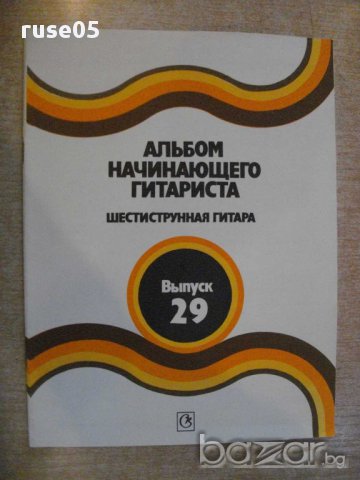 ruse05
АЛЬБОМ
НАЧИНАЮЩЕГО
ГИТАРИСТА
ШЕСТИСТРУННАЯ ГИТАРА
Выпуск
29
bazar.bg